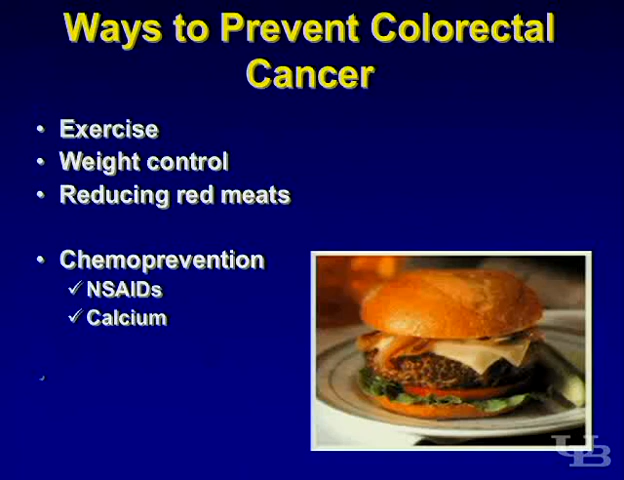 Ways to Prevent Colorectal
Cancer
• Exercise
• Weight control
• Reducing red meats
• Chemoprevention
✓ NSAIDs
✓ Calcium
UB